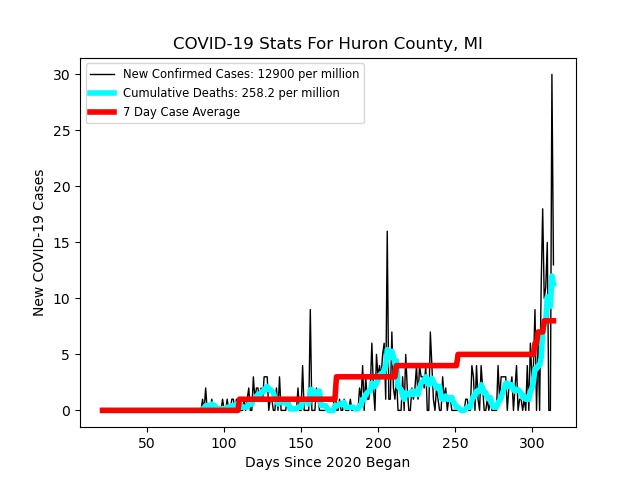 COVID-19 Stats For Huron County, MI
New Confirmed Cases: 12900 per million
Cumulative Deaths: 258.2 per million
7 Day Case Average
New COVID-19 Cases
30
25
20
15
10
5
0
50 100 150 200 250 300
Days Since 2020 Began